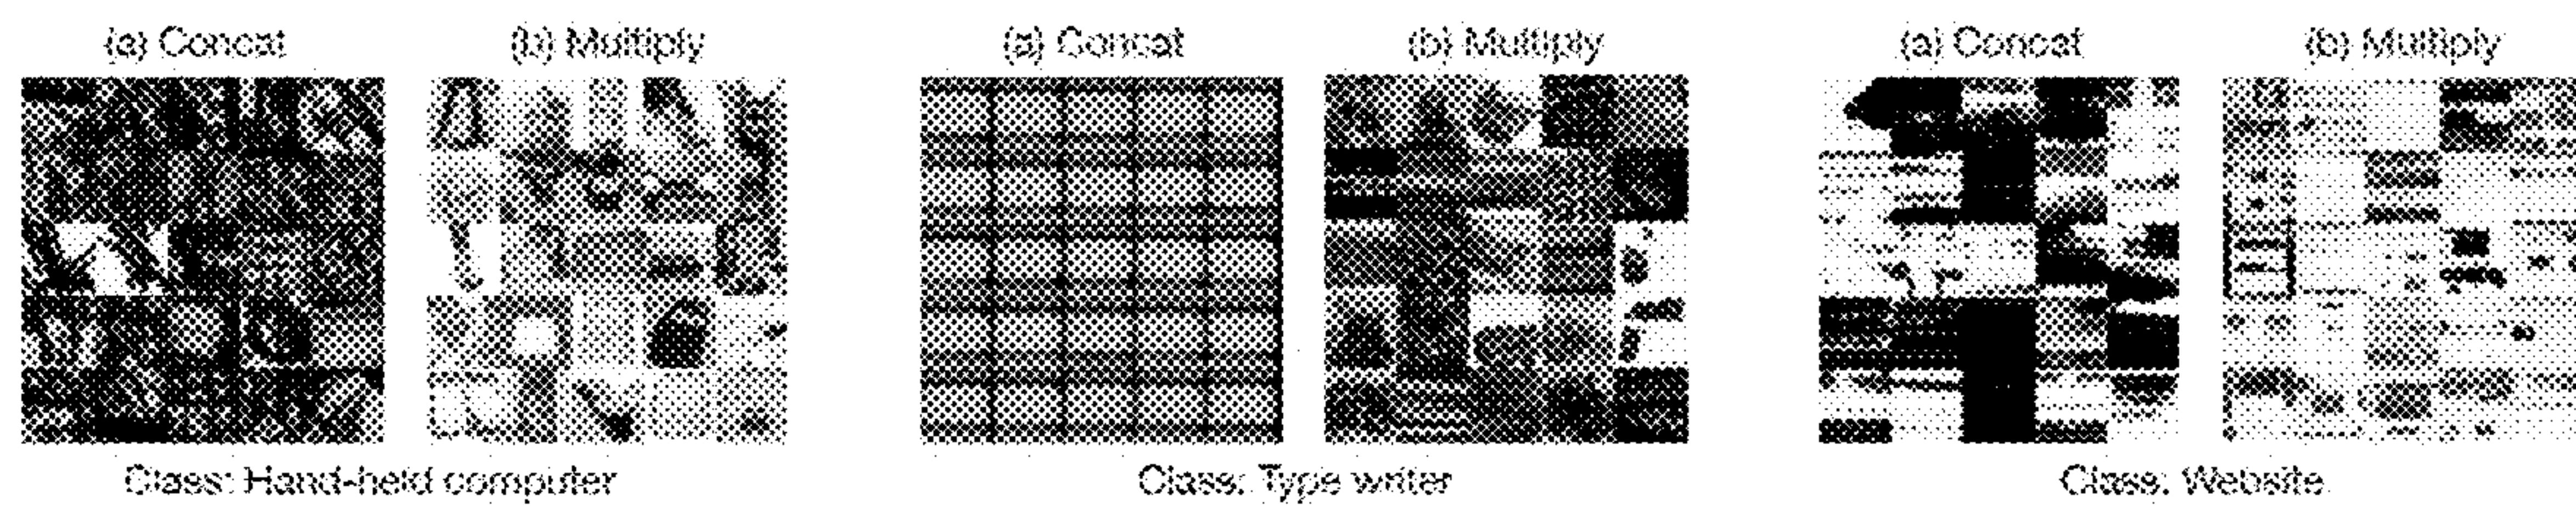 (a) Concat (b) Multiply (a) Concat (b) Multiply (a) Concat (b) Multiply
Class: Hand-held computer Class: Type writer Class: Website